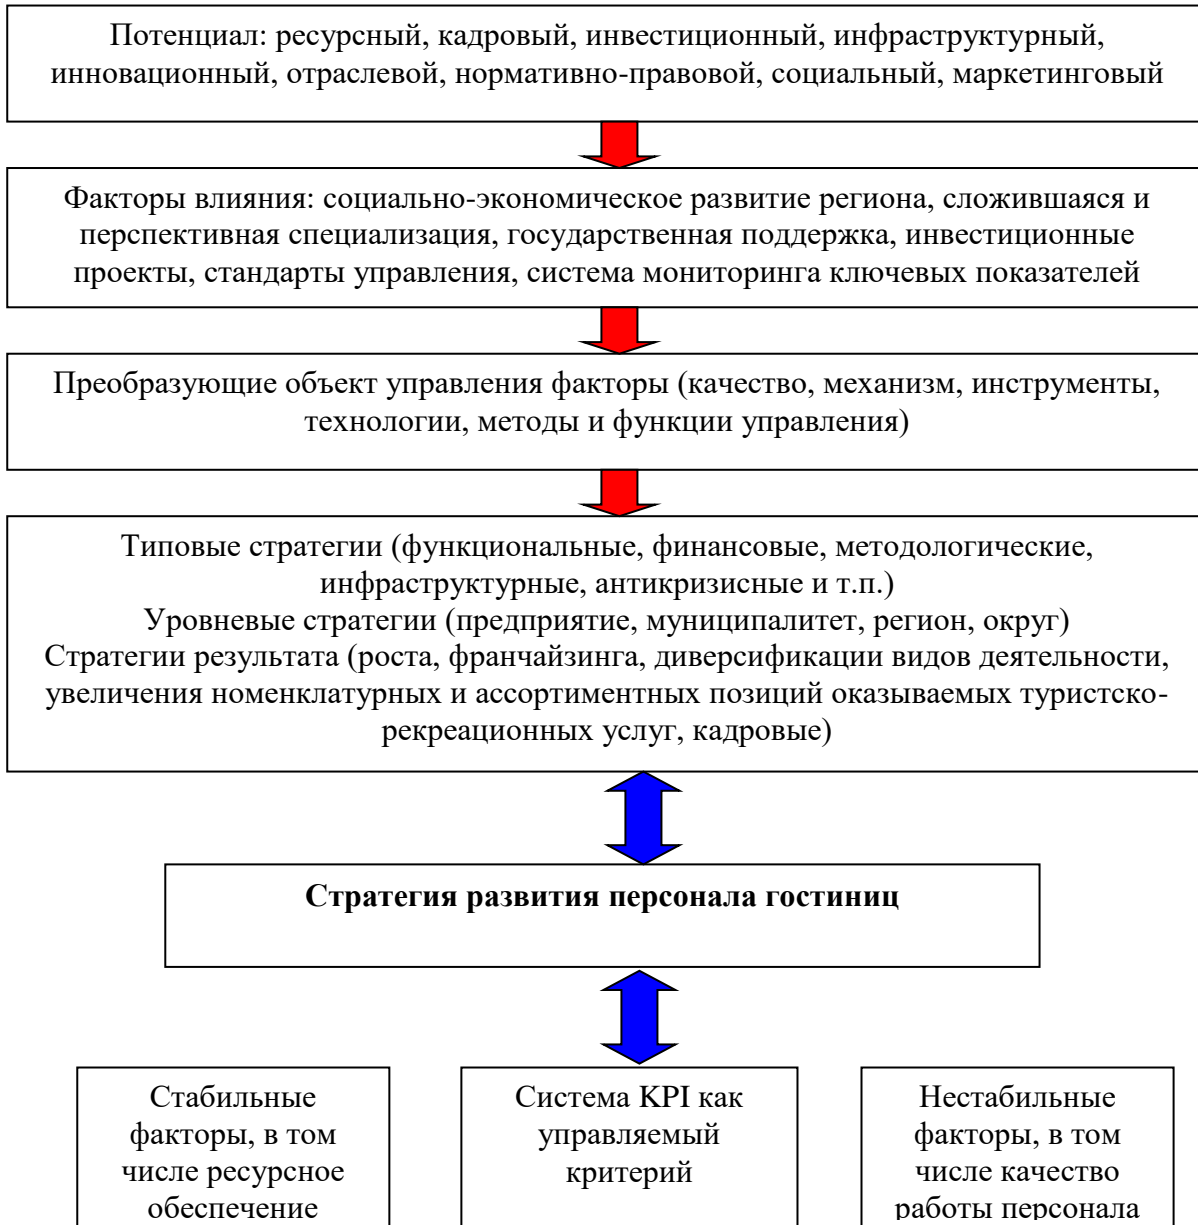 Потенциал: ресурсный, кадровый, инвестиционный, инфраструктурный,
инновационный, отраслевой, нормативно-правовой, социальный, маркетинговый
Факторы влияния: социально-экономическое развитие региона, сложившаяся и
перспективная специализация, государственная поддержка, инвестиционные
проекты, стандарты управления, система мониторинга ключевых показателей
Преобразующие объект управления факторы (качество, механизм, инструменты,
технологии, методы и функции управления)
Типовые стратегии (функциональные, финансовые, методологические,
инфраструктурные, антикризисные и т.п.)
Уровневые стратегии (предприятие, муниципалитет, регион, округ)
Стратегии результата (роста, франчайзинга, диверсификации видов деятельности,
увеличения номенклатурных и ассортиментных позиций оказываемых туристско-
рекреационных услуг, кадровые)
Стратегия развития персонала гостиниц
Стабильные
факторы, в том
числе ресурсное
обеспечение
Система KPI как
управляемый
критерий
Нестабильные
факторы, в том
числе качество
работы персонала